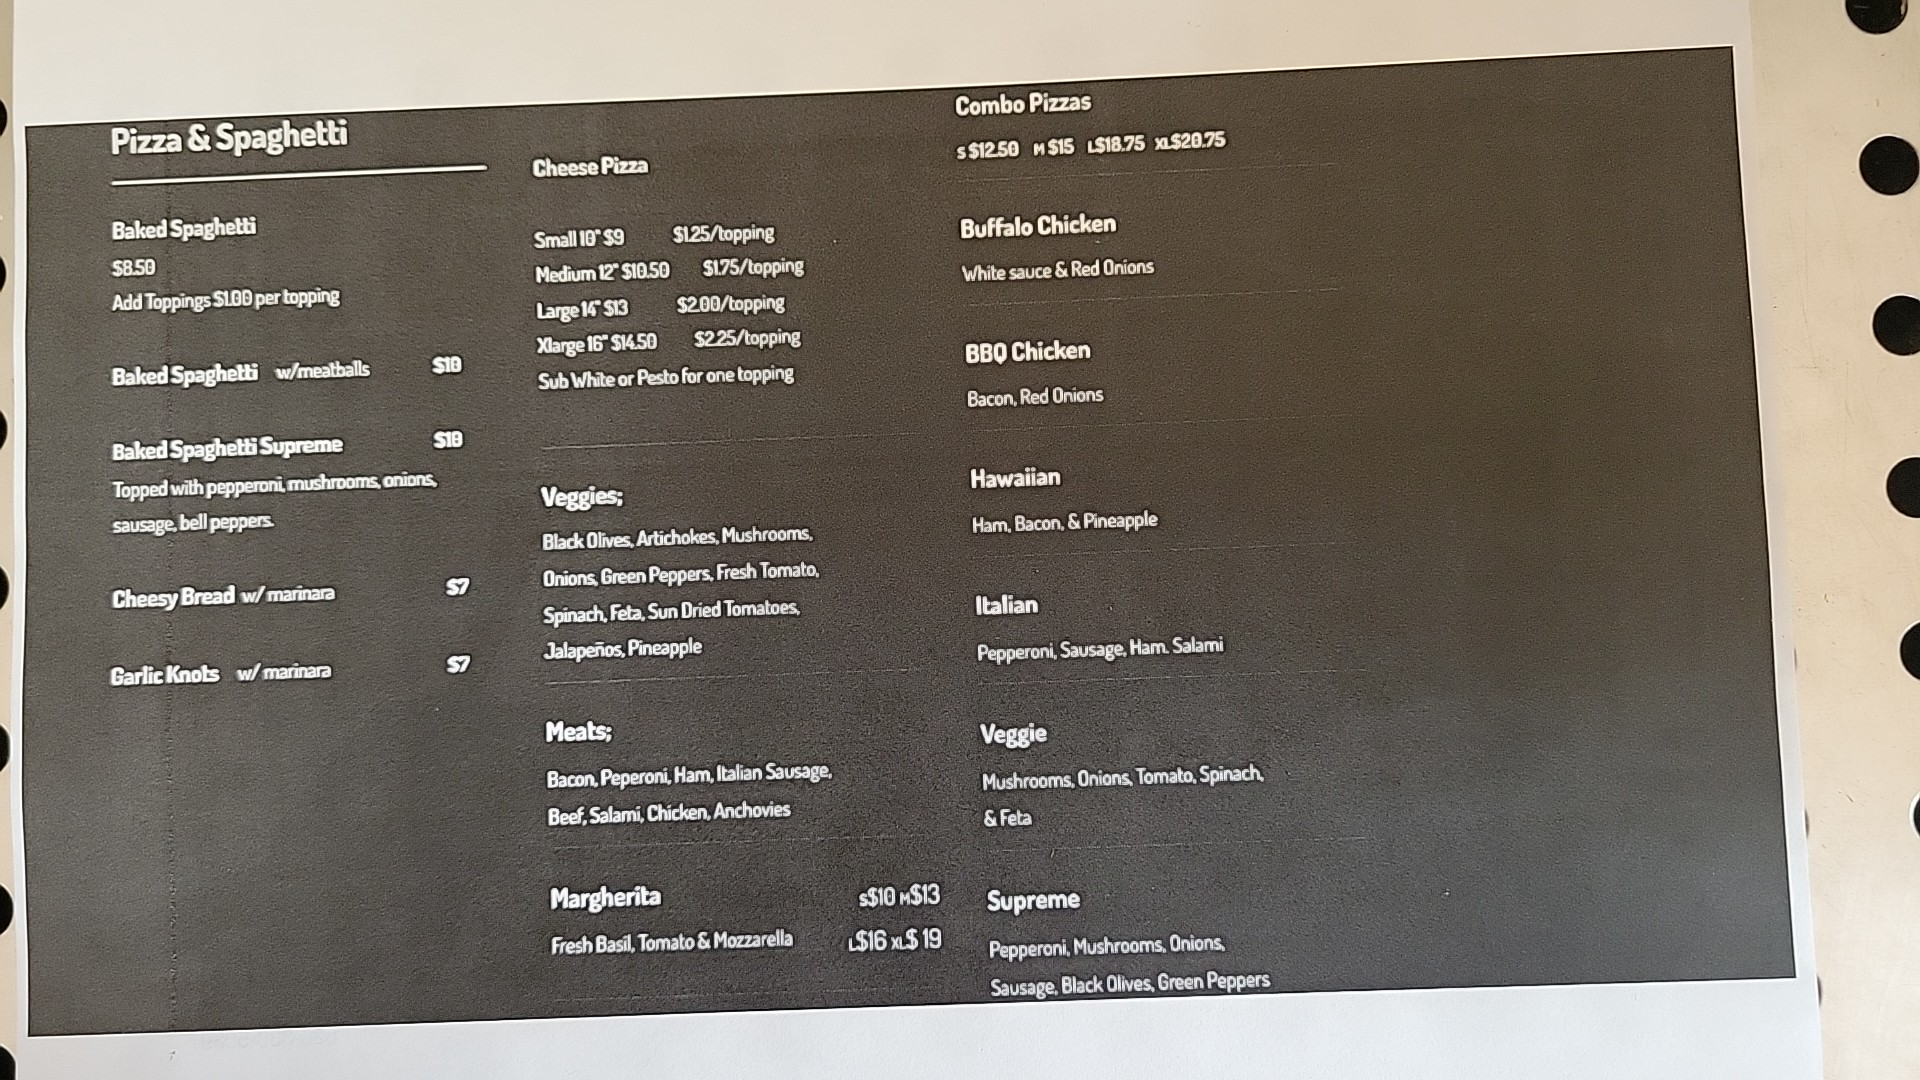 Pizza & Spaghetti
Baked Spaghetti
$8.50
Add Toppings $1.00 per topping
Baked Spaghetti w/meatballs $10
Baked Spaghetti Supreme $10
Topped with pepperoni, mushrooms, onions,
sausage, bell peppers.
Cheesy Bread w/ marinara $7
Garlic Knots w/ marinara $7
Cheese Pizza
Small 10" $9 $1.25/topping
Medium 12" $10.50 $1.75/topping
Large 14" $13 $2.00/topping
Xlarge 16" $14.50 $2.25/topping
Sub White or Pesto for one topping
Veggies;
Black Olives, Artichokes, Mushrooms,
Onions, Green Peppers, Fresh Tomato,
Spinach, Feta, Sun Dried Tomatoes,
Jalapeños, Pineapple
Meats;
Bacon, Peperoni, Ham, Italian Sausage,
Beef, Salami, Chicken, Anchovies
Margherita S$10 M$13
Fresh Basil, Tomato & Mozzarella L$16 XL$ 19
Combo Pizzas
S $12.50 M $15 L$18.75 XL$20.75
Buffalo Chicken
White sauce & Red Onions
BBQ Chicken
Bacon, Red Onions
Hawaiian
Ham, Bacon, & Pineapple
Italian
Pepperoni, Sausage, Ham. Salami
Veggie
Mushrooms, Onions, Tomato, Spinach,
& Feta
Supreme
Pepperoni, Mushrooms, Onions,
Sausage, Black Olives, Green Peppers